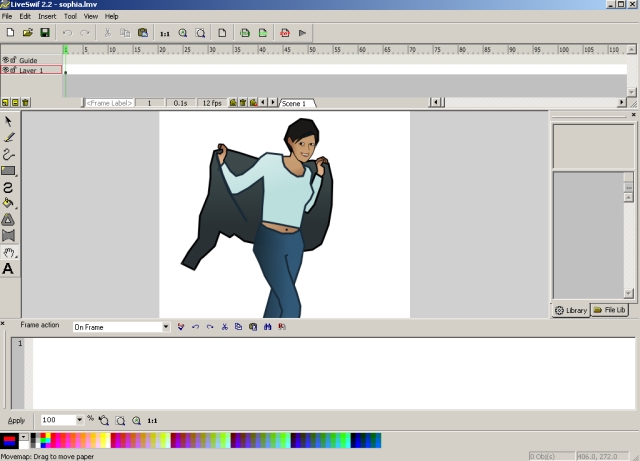 LiveSwif 2.2 - sophia.lmv
File Edit Insert Tool View Help
1:1
1 5 10 15 20 25 30 35 40 45 50 55 60 65 70 75 80 85 90 95 100 105 110
Guide
Layer 1
<Frame Label> 1 0.1s 12 fps Scene 1
A
Library File Lib
Frame action On Frame
1
Apply 100 % 1:1
Movemap: Drag to move paper 0 Obj(s) 406.0, 272.0